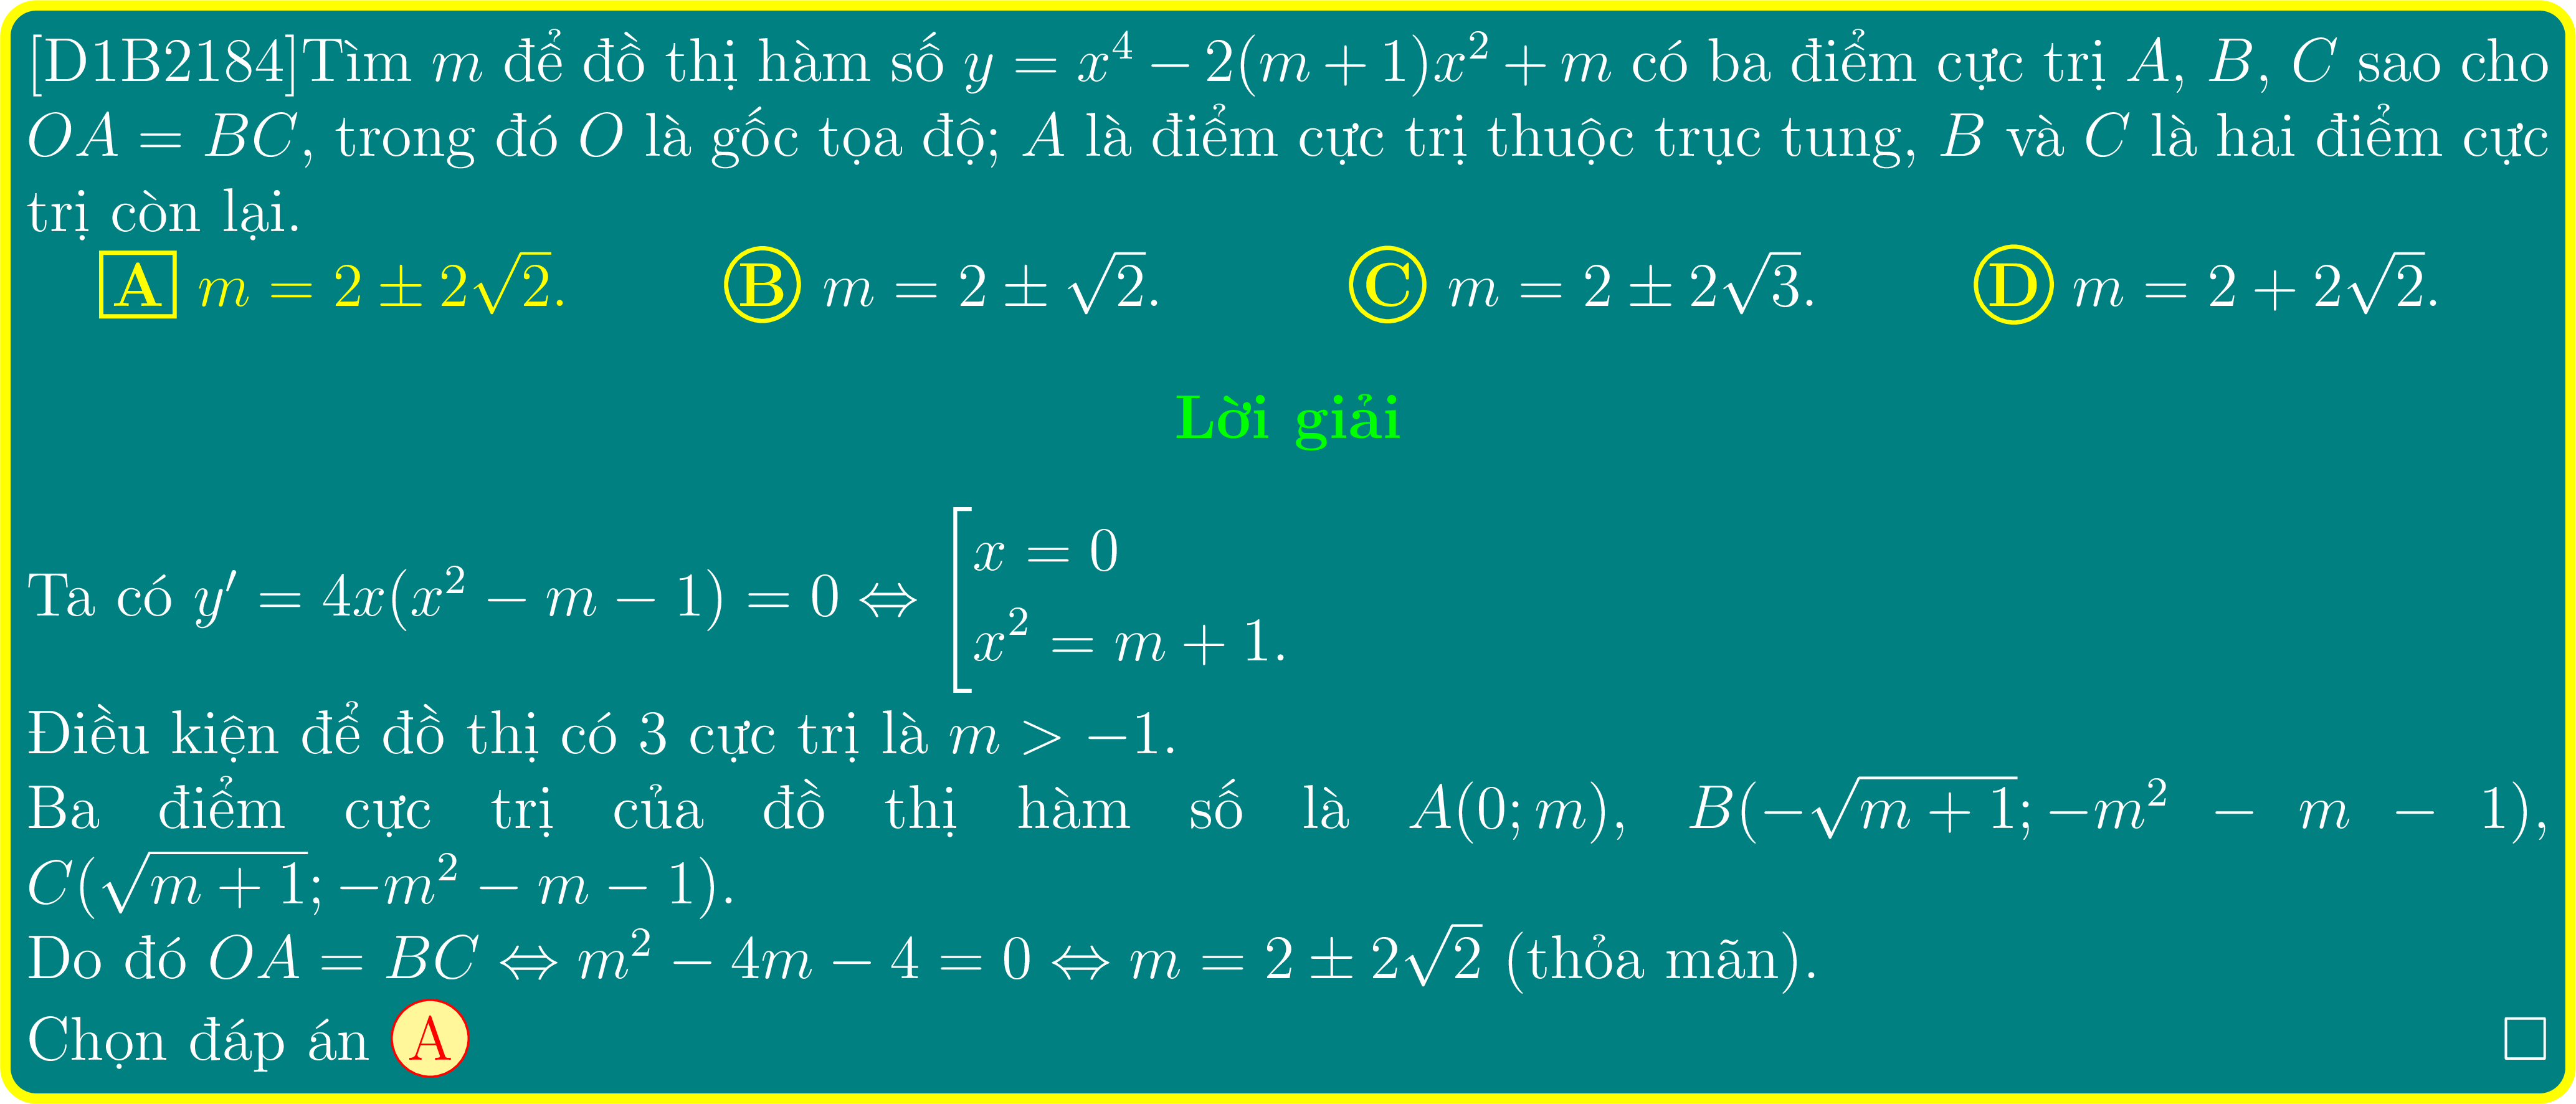 [D1B2184]Tìm m để đồ thị hàm số y = x⁴ − 2(m + 1)x² + m có ba điểm cực trị A, B, C sao cho
OA = BC, trong đó O là gốc tọa độ; A là điểm cực trị thuộc trục tung, B và C là hai điểm cực
trị còn lại.
A m = 2 ± 2√2. B m = 2 ± √2. C m = 2 ± 2√3. D m = 2 + 2√2.
Lời giải
Ta có y′ = 4x(x² − m − 1) = 0 ⇔ [ x = 0
x² = m + 1.
Điều kiện để đồ thị có 3 cực trị là m > −1.
Ba điểm cực trị của đồ thị hàm số là A(0; m), B(−√(m + 1); −m² − m − 1),
C(√(m + 1); −m² − m − 1).
Do đó OA = BC ⇔ m² − 4m − 4 = 0 ⇔ m = 2 ± 2√2 (thỏa mãn).
Chọn đáp án A □